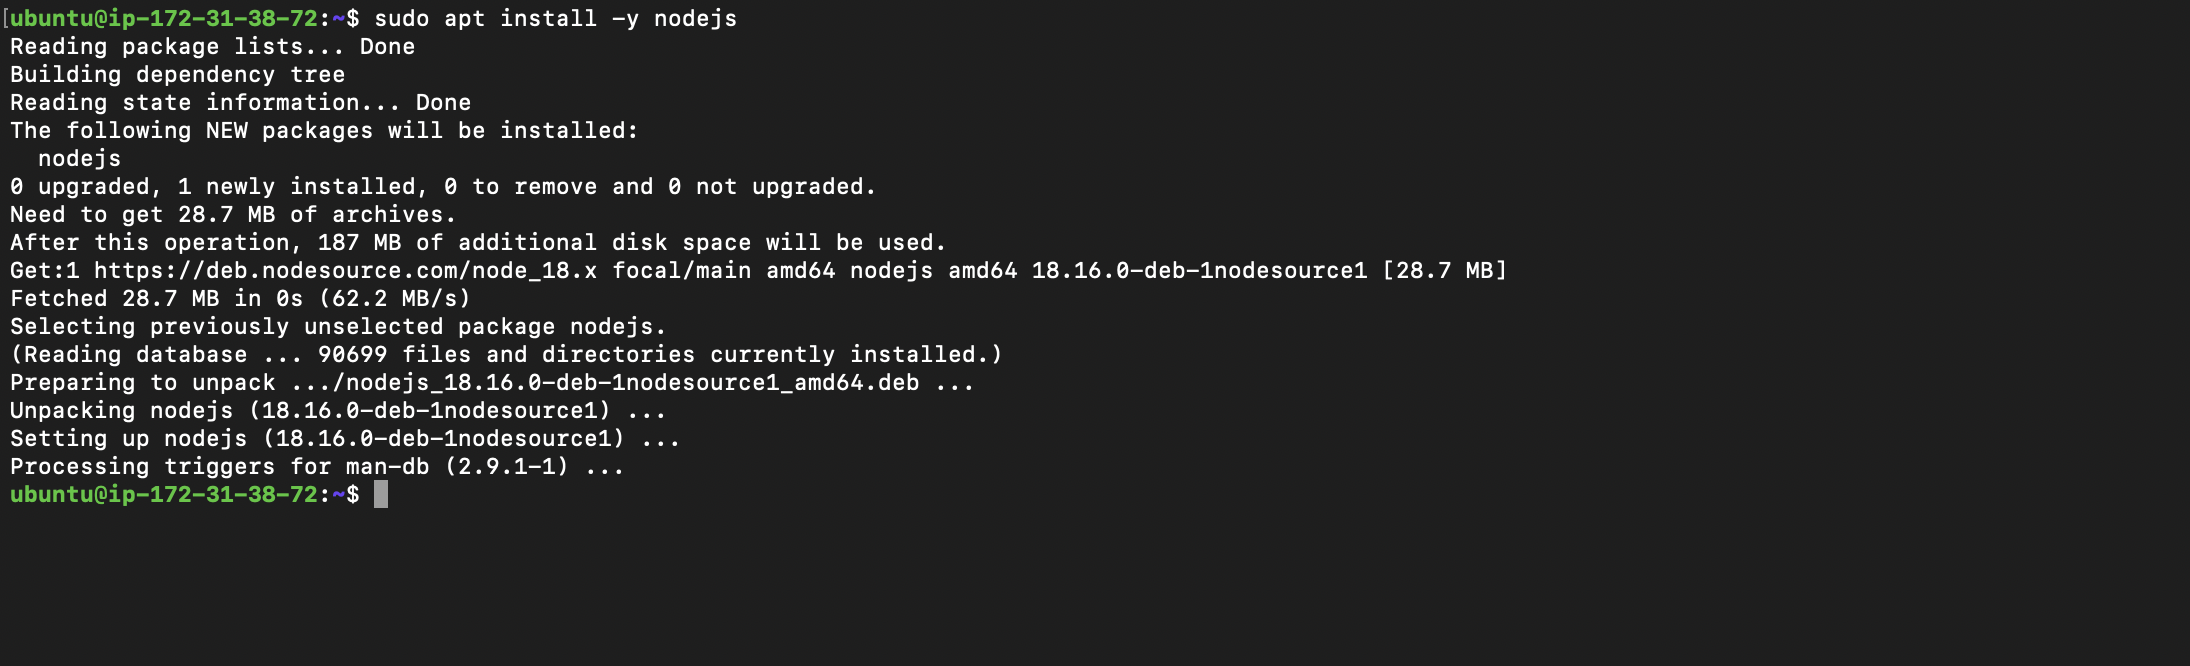 ubuntu@ip-172-31-38-72:~$ sudo apt install -y nodejs
Reading package lists... Done
Building dependency tree
Reading state information... Done
The following NEW packages will be installed:
  nodejs
0 upgraded, 1 newly installed, 0 to remove and 0 not upgraded.
Need to get 28.7 MB of archives.
After this operation, 187 MB of additional disk space will be used.
Get:1 https://deb.nodesource.com/node_18.x focal/main amd64 nodejs amd64 18.16.0-deb-1nodesource1 [28.7 MB]
Fetched 28.7 MB in 0s (62.2 MB/s)
Selecting previously unselected package nodejs.
(Reading database ... 90699 files and directories currently installed.)
Preparing to unpack .../nodejs_18.16.0-deb-1nodesource1_amd64.deb ...
Unpacking nodejs (18.16.0-deb-1nodesource1) ...
Setting up nodejs (18.16.0-deb-1nodesource1) ...
Processing triggers for man-db (2.9.1-1) ...
ubuntu@ip-172-31-38-72:~$